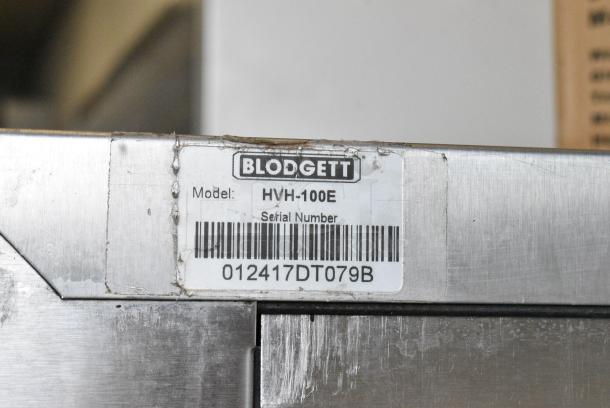 BLODGETT
Model: HVH-100E
Serial Number
012417DT079B